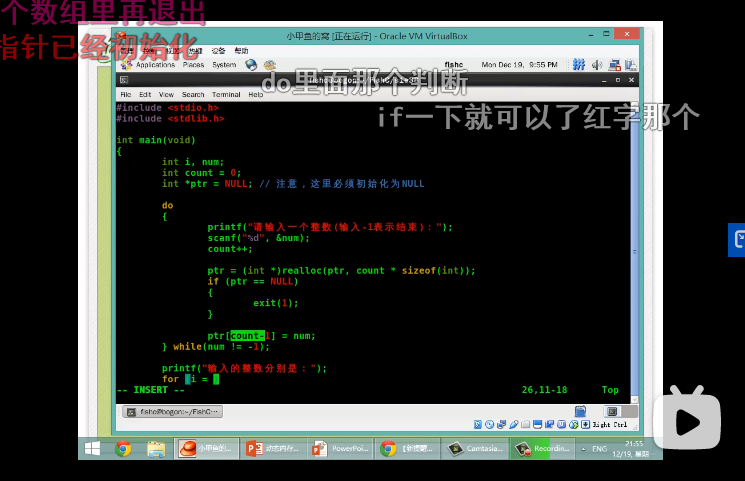 个数组里再退出
小甲鱼的窝 [正在运行] - Oracle VM VirtualBox
指针已经初始化
设备 帮助
Applications Places System
fishc Mon Dec 19, 9:55 PM
do里面那个判断
File Edit View Search Terminal Help
if一下就可以了红字那个
#include <stdio.h>
#include <stdlib.h>
int main(void)
{
int i, num;
int count = 0;
int *ptr = NULL; // 注意，这里必须初始化为NULL
do
{
printf("请输入一个整数(输入-1表示结束)：");
scanf("%d", &num);
count++;
ptr = (int *)realloc(ptr, count * sizeof(int));
if (ptr == NULL)
{
exit(1);
}
ptr[count-1] = num;
} while(num != -1);
printf("输入的整数分别是：");
for (i = )
-- INSERT -- 26,11-18 Top
fishc@bogon:~/FishC...
Right Ctrl
小甲鱼的...
动态内存...
PowerPoi...
【新提醒...
Camtasia...
Recordin...
ENG
21:55
12/19, 星期一